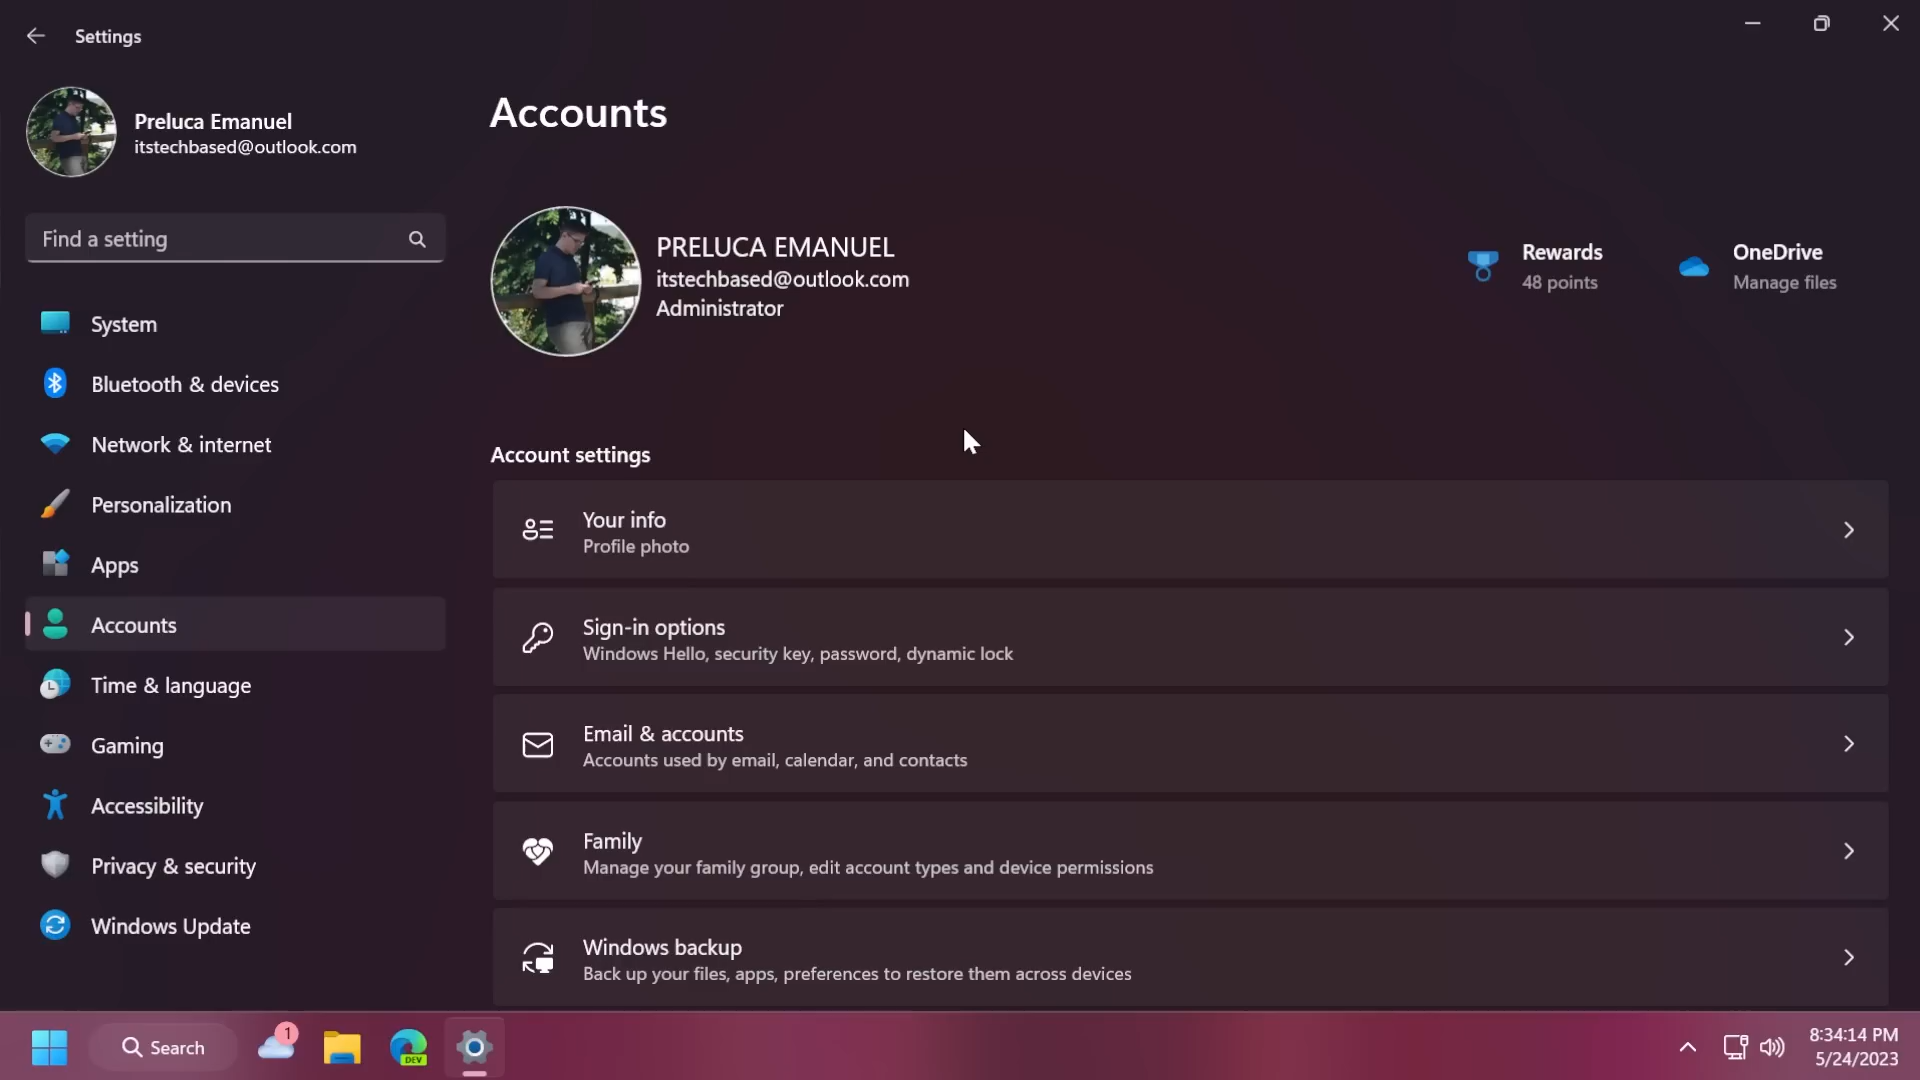 Settings
Preluca Emanuel
itstechbased@outlook.com
Find a setting
System
Bluetooth & devices
Network & internet
Personalization
Apps
Accounts
Time & language
Gaming
Accessibility
Privacy & security
Windows Update
Accounts
PRELUCA EMANUEL
itstechbased@outlook.com
Administrator
Rewards
48 points
OneDrive
Manage files
Account settings
Your info
Profile photo
Sign-in options
Windows Hello, security key, password, dynamic lock
Email & accounts
Accounts used by email, calendar, and contacts
Family
Manage your family group, edit account types and device permissions
Windows backup
Back up your files, apps, preferences to restore them across devices
Search
1
DEV
8:34:14 PM
5/24/2023